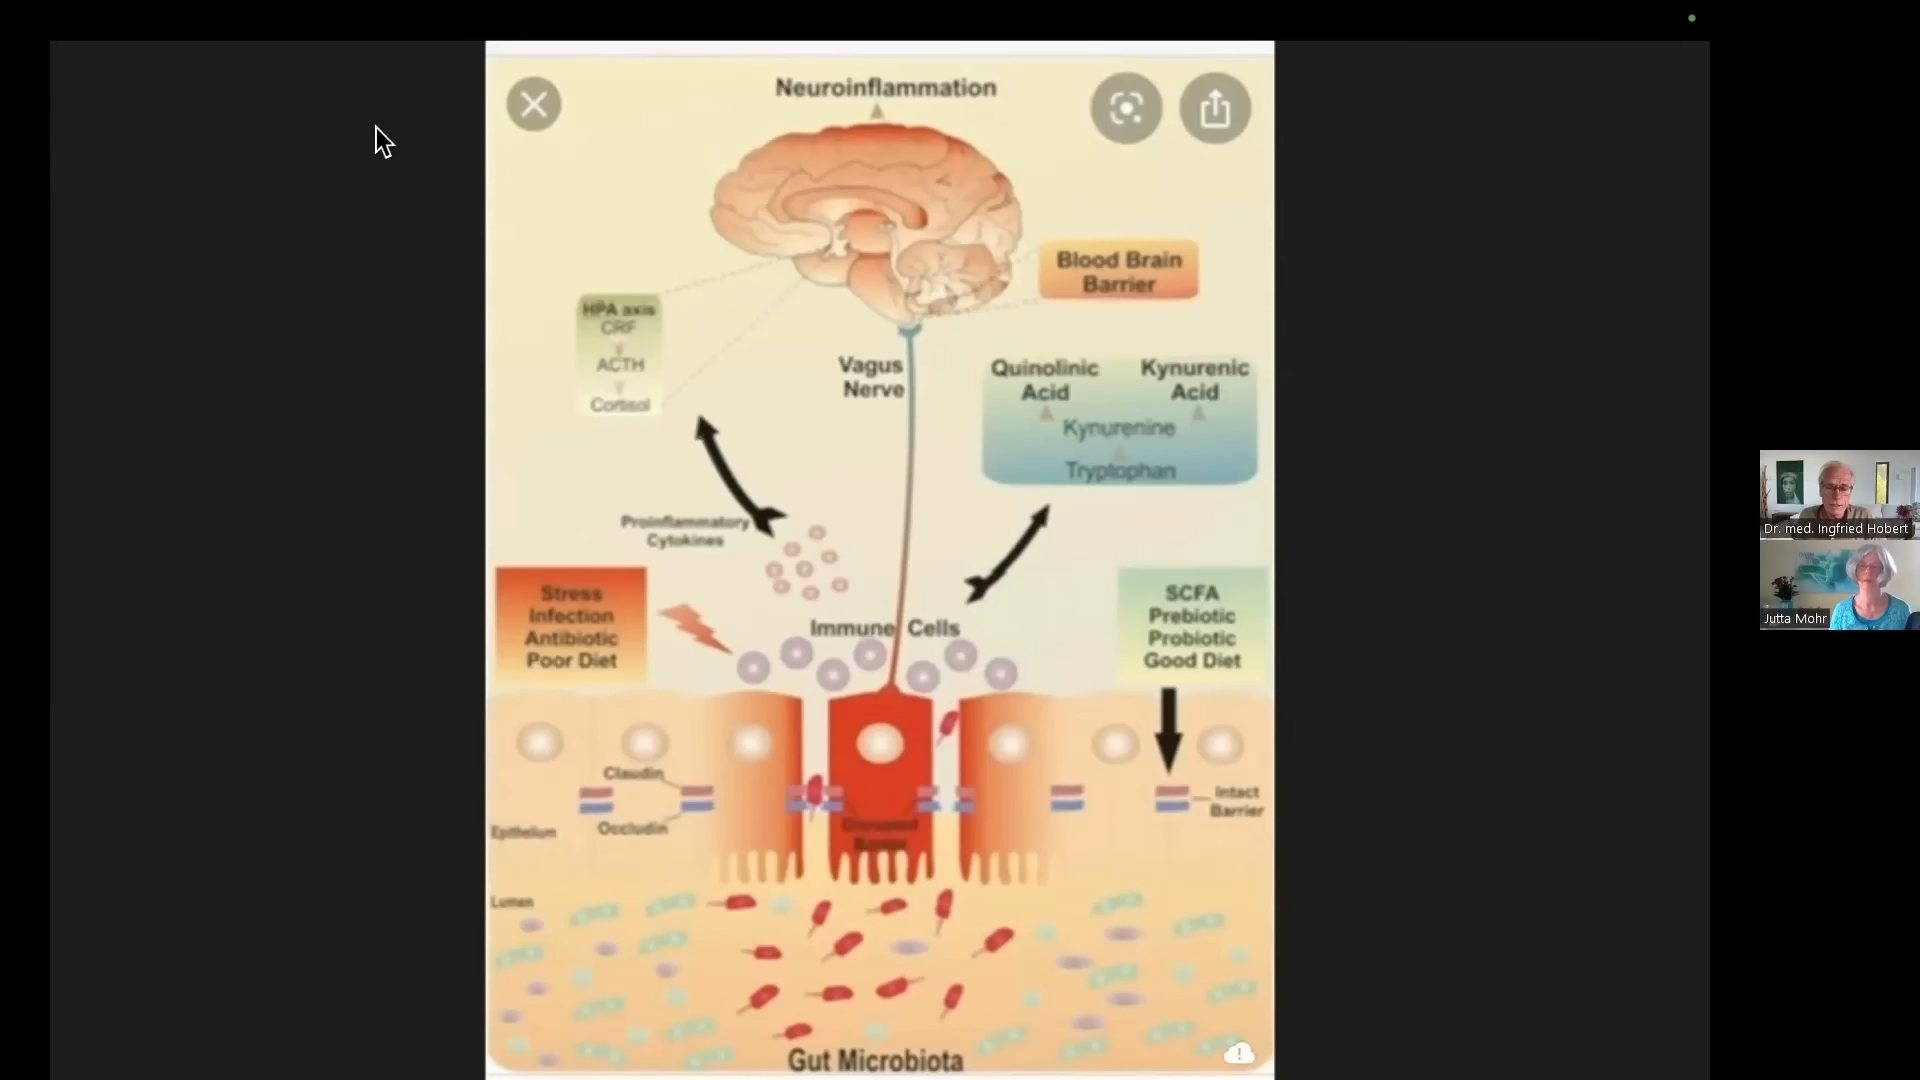 Neuroinflammation
Blood Brain
Barrier
HPA axis
CRF
ACTH
Cortisol
Vagus
Nerve
Quinolinic
Acid
Kynurenic
Acid
Kynurenine
Tryptophan
Proinflammatory
Cytokines
Stress
Infection
Antibiotic
Poor Diet
Immune Cells
SCFA
Prebiotic
Probiotic
Good Diet
Claudin
Occludin
Intact
Barrier
Epithelium
Lumen
Gut Microbiota
Dr. med. Ingfried Hobert
Jutta Mohr